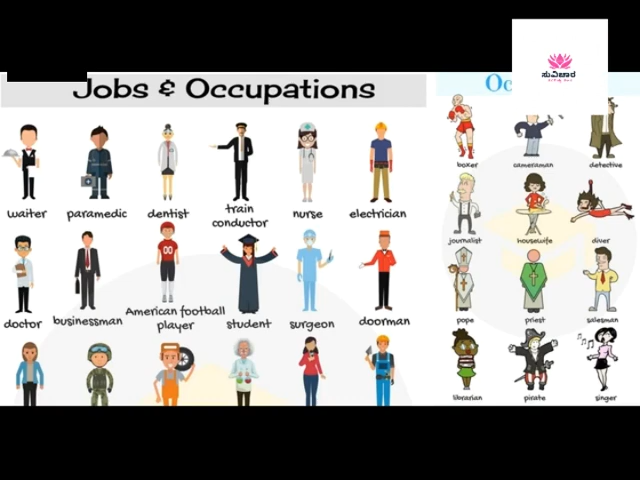 ಸುವಿಚಾರ
Jobs & Occupations
Oc
waiter paramedic dentist train conductor nurse electrician
doctor businessman American football player student surgeon doorman
boxer cameraman detective
journalist housewife diver
pope priest salesman
librarian pirate singer